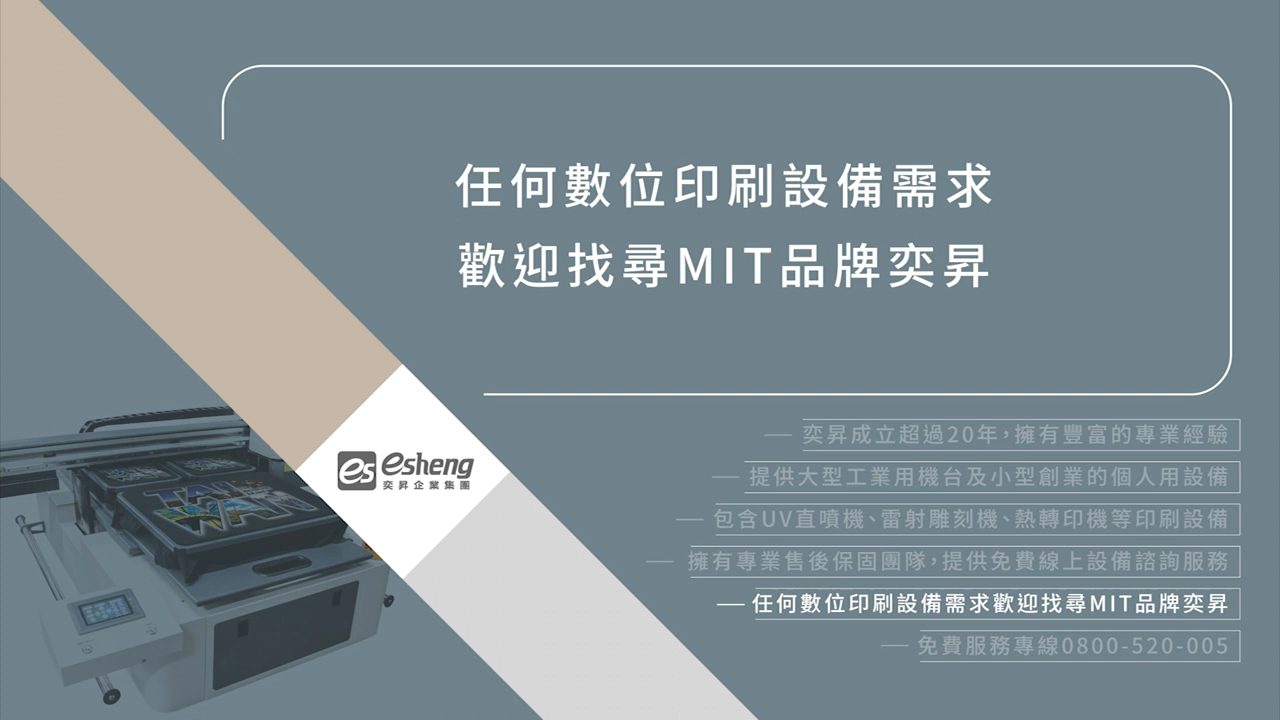 任何數位印刷設備需求
歡迎找尋MIT品牌奕昇
奕昇成立超過20年，擁有豐富的專業經驗
提供大型工業用機台及小型創業的個人用設備
包含UV直噴機、雷射雕刻機、熱轉印機等印刷設備
擁有專業售後保固團隊，提供免費線上設備諮詢服務
任何數位印刷設備需求歡迎找尋MIT品牌奕昇
免費服務專線0800-520-005
es esheng
奕昇企業集團
TAIWAN